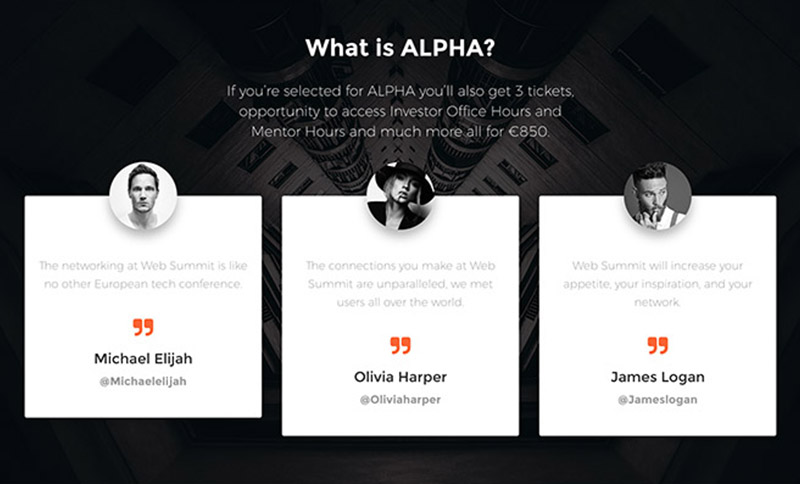 What is ALPHA?
If you're selected for ALPHA you'll also get 3 tickets,
opportunity to access Investor Office Hours and
Mentor Hours and much more all for €850.
The networking at Web Summit is like
no other European tech conference.
Michael Elijah
@Michaelelijah
The connections you make at Web
Summit are unparalleled, we met
users all over the world.
Olivia Harper
@Oliviaharper
Web Summit will increase your
appetite, your inspiration, and your
network.
James Logan
@Jameslogan